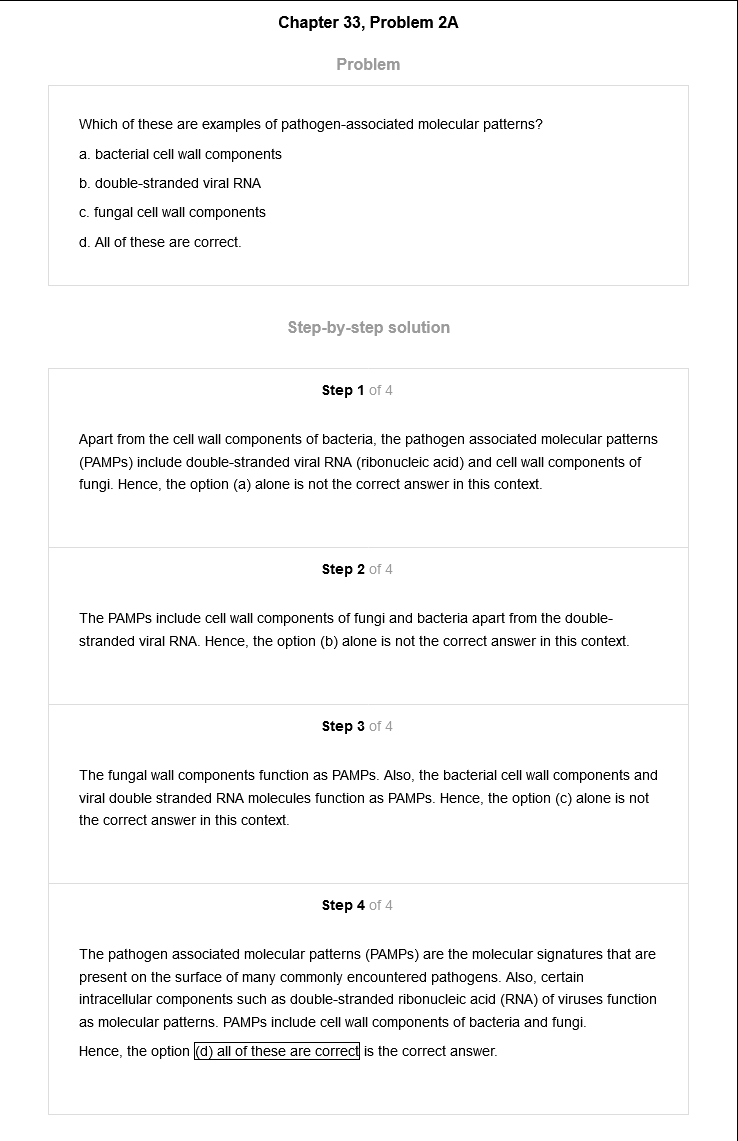 Chapter 33, Problem 2A
Problem
Which of these are examples of pathogen-associated molecular patterns?
a. bacterial cell wall components
b. double-stranded viral RNA
c. fungal cell wall components
d. All of these are correct.
Step-by-step solution
Step 1 of 4
Apart from the cell wall components of bacteria, the pathogen associated molecular patterns
(PAMPs) include double-stranded viral RNA (ribonucleic acid) and cell wall components of
fungi. Hence, the option (a) alone is not the correct answer in this context.
Step 2 of 4
The PAMPs include cell wall components of fungi and bacteria apart from the double-
stranded viral RNA. Hence, the option (b) alone is not the correct answer in this context.
Step 3 of 4
The fungal wall components function as PAMPs. Also, the bacterial cell wall components and
viral double stranded RNA molecules function as PAMPs. Hence, the option (c) alone is not
the correct answer in this context.
Step 4 of 4
The pathogen associated molecular patterns (PAMPs) are the molecular signatures that are
present on the surface of many commonly encountered pathogens. Also, certain
intracellular components such as double-stranded ribonucleic acid (RNA) of viruses function
as molecular patterns. PAMPs include cell wall components of bacteria and fungi.
Hence, the option (d) all of these are correct is the correct answer.